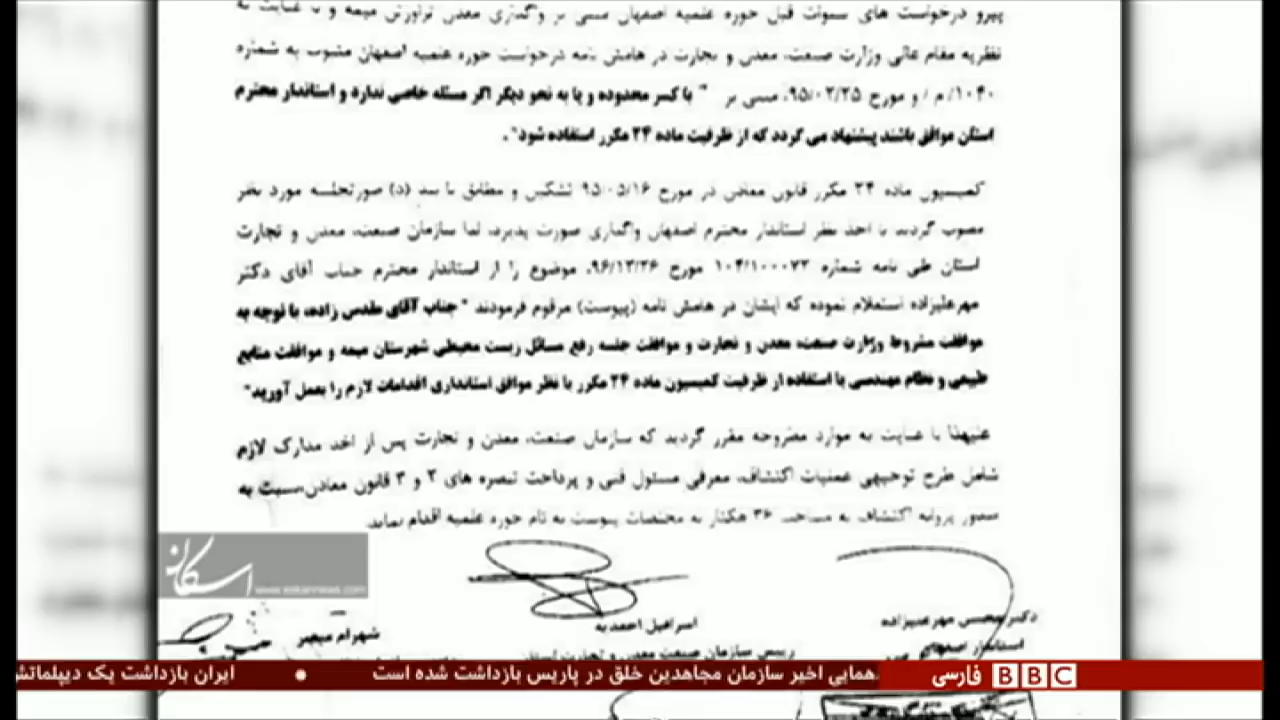 پیرو درخواست های سنوات قبل حوزه علمیه اصفهان مبنی بر واگذاری معدن تراورتن میمه و با عنایت به
نظریه مقام عالی وزارت صنعت، معدن و تجارت در هامش نامه درخواست حوزه علمیه اصفهان منتوب به شماره
۱۰۴۰/م/ و مورخ ۹۵/۰۲/۲۵، مبنی بر " با کسر محدوده و یا به نحو دیگر اگر مسئله خاصی ندارد و استاندار محترم
استان موافق باشند پیشنهاد می گردد که از ظرفیت ماده ۲۴ مکرر استفاده شود".
کمیسیون ماده ۲۴ مکرر قانون معادن در مورخ ۹۵/۰۵/۱۶ تشکیل و مطابق با بند (د) صورتجلسه مورد نظر
مصوب گردید با اخذ نظر استاندار محترم اصفهان واگذاری صورت پذیرد، لذا سازمان صنعت، معدن و تجارت
استان طی نامه شماره ۱۰۴/۱۰۰۰۷۲ مورخ ۹۶/۱۲/۲۶، موضوع را از استاندار محترم جناب آقای دکتر
مهرعلیزاده استعلام نموده که ایشان در هامش نامه (پیوست) مرقوم فرمودند " جناب آقای مقدس زاده، با توجه به
موافقت مشروط وزارت صنعت، معدن و تجارت و موافقت جلسه رفع مسائل زیست محیطی شهرستان میمه و موافقت منابع
طبیعی و نظام مهندسی با استفاده از ظرفیت کمیسیون ماده ۲۴ مکرر با نظر موافق استانداری اقدامات لازم را بعمل آورید"
علیهذا با عنایت به موارد مطروحه مقرر گردید که سازمان صنعت، معدن و تجارت پس از اخذ مدارک لازم
شامل طرح توجیهی عملیات اکتشاف، معرفی مسئول فنی و پرداخت تبصره های ۲ و ۳ قانون معادن، نسبت به
صدور پروانه اکتشاف به مساحت ۳۶ هکتار به مختصات پیوست به نام حوزه علمیه اقدام نماید.
اسکان
www.eskannews.com
دکتر محسن مهرعلیزاده
استاندار اصفهان
اسرافیل احمدیه
رییس سازمان صنعت معدن و تجارت استان
شهرام
همایی اخیر سازمان مجاهدین خلق در پاریس بازداشت شده است • ایران بازداشت یک دیپلماتش
BBC فارسی